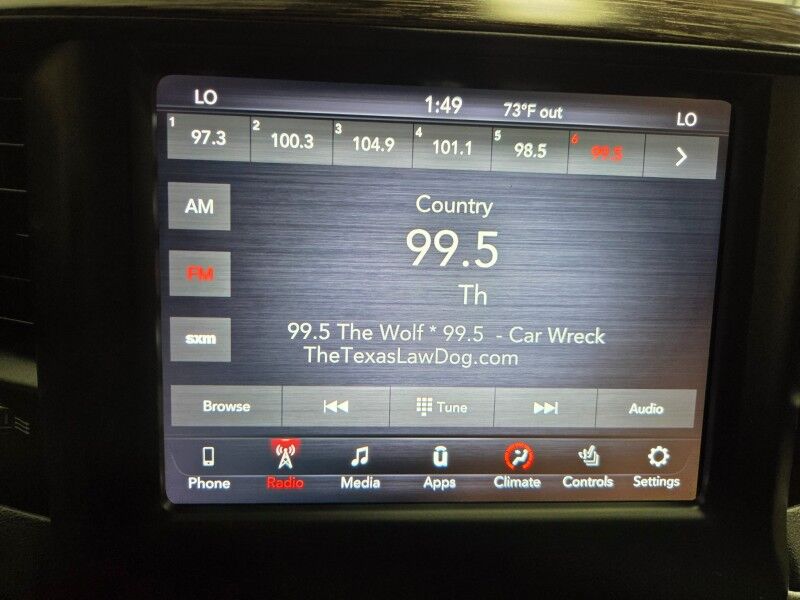 LO 1:49 73°F out LO
1 97.3 2 100.3 3 104.9 4 101.1 5 98.5 6 99.5
AM
Country
99.5
FM
Th
99.5 The Wolf * 99.5 - Car Wreck
sxm
TheTexasLawDog.com
Browse Tune Audio
Phone Radio Media Apps Climate Controls Settings